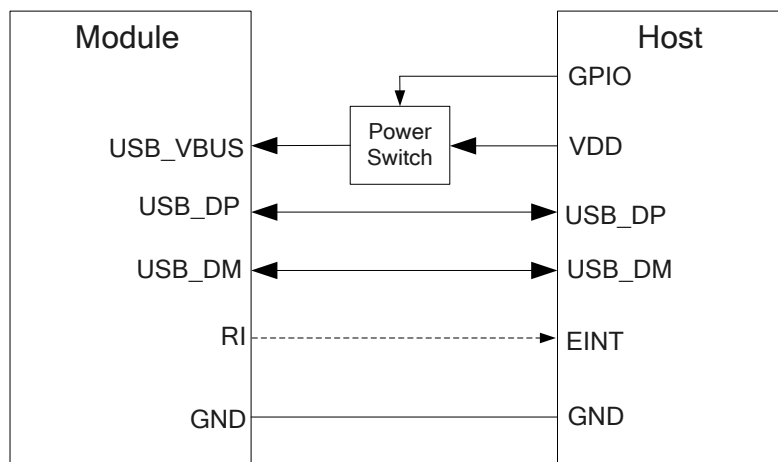 Module
Host
GPIO
Power
Switch
USB_VBUS
VDD
USB_DP
USB_DP
USB_DM
USB_DM
RI
EINT
GND
GND